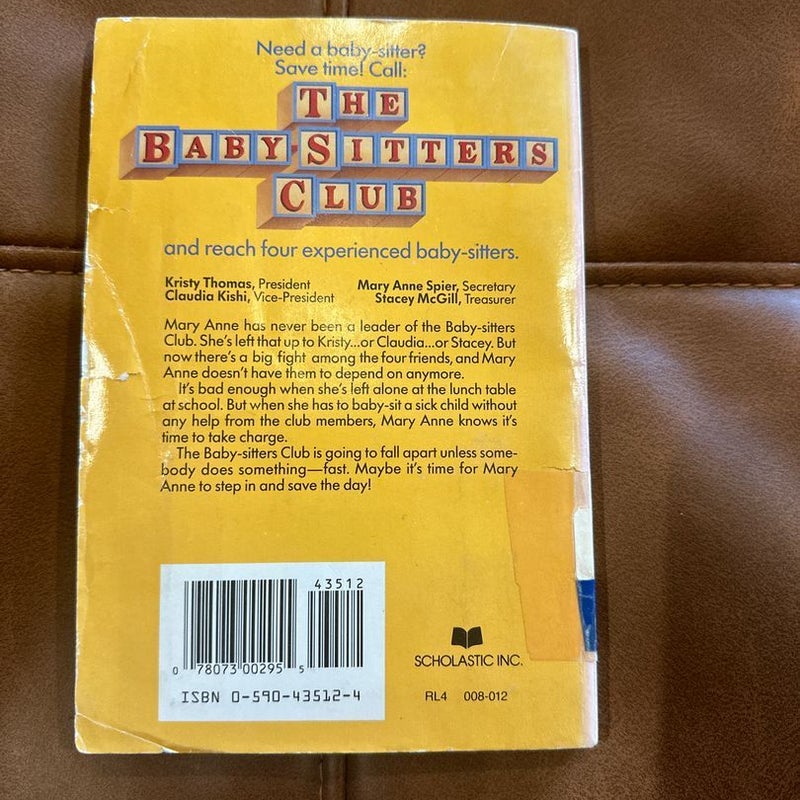 Need a baby-sitter?
Save time! Call:
THE
BABY-SITTERS
CLUB
and reach four experienced baby-sitters.
Kristy Thomas, President
Mary Anne Spier, Secretary
Claudia Kishi, Vice-President
Stacey McGill, Treasurer
Mary Anne has never been a leader of the Baby-sitters
Club. She's left that up to Kristy...or Claudia...or Stacey. But
now there's a big fight among the four friends, and Mary
Anne doesn't have them to depend on anymore.
It's bad enough when she's left alone at the lunch table
at school. But when she has to baby-sit a sick child without
any help from the club members, Mary Anne knows it's
time to take charge.
The Baby-sitters Club is going to fall apart unless some-
body does something—fast. Maybe it's time for Mary
Anne to step in and save the day!
43512
0 78073 00295 5
ISBN 0-590-43512-4
SCHOLASTIC INC.
RL4 008-012